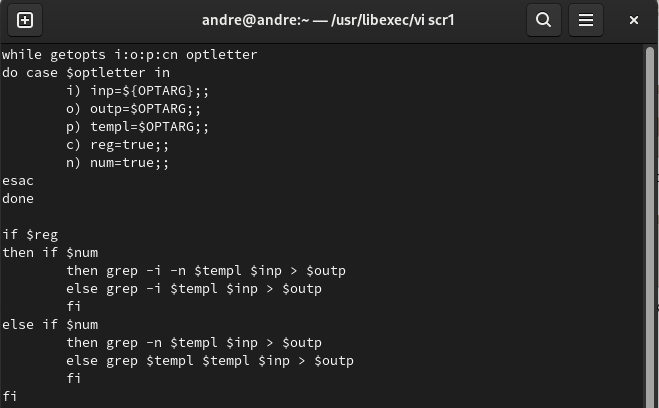 andre@andre:~ — /usr/libexec/vi scr1
while getopts i:o:p:cn optletter
do case $optletter in
        i) inp=${OPTARG};;
        o) outp=$OPTARG;;
        p) templ=$OPTARG;;
        c) reg=true;;
        n) num=true;;
esac
done

if $reg
then if $num
        then grep -i -n $templ $inp > $outp
        else grep -i $templ $inp > $outp
        fi
else if $num
        then grep -n $templ $inp > $outp
        else grep $templ $templ $inp > $outp
        fi
fi